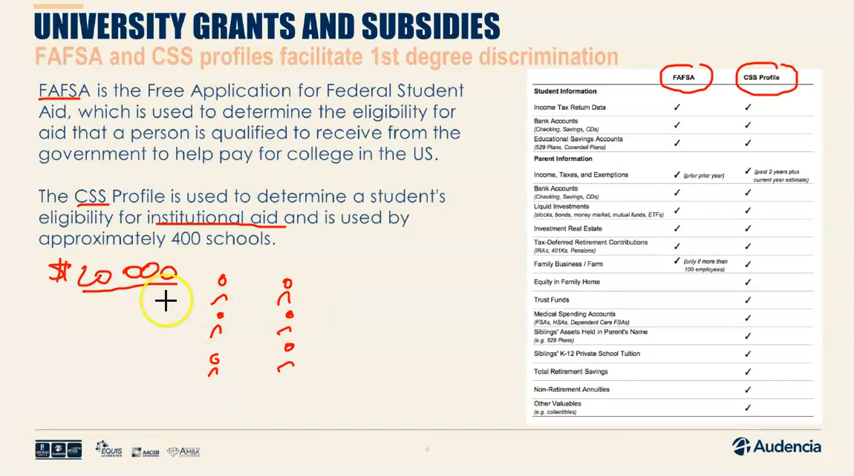 UNIVERSITY GRANTS AND SUBSIDIES
FAFSA and CSS profiles facilitate 1st degree discrimination
FAFSA is the Free Application for Federal Student
Aid, which is used to determine the eligibility for
aid that a person is qualified to receive from the
government to help pay for college in the US.
The CSS Profile is used to determine a student's
eligibility for institutional aid and is used by
approximately 400 schools.
$20 000
FAFSA CSS Profile
Student Information
Income Tax Return Data ✓ ✓
Bank Accounts ✓ ✓
(Checking, Savings, CDs)
Educational Savings Accounts ✓ ✓
(529 Plans, Coverdell Plans)
Parent Information
Income, Taxes, and Exemptions ✓ (prior prior year) ✓ (past 2 years plus
current year estimate)
Bank Accounts ✓ ✓
(Checking, Savings, CDs)
Liquid Investments ✓ ✓
(stocks, bonds, money market, mutual funds, ETFs)
Investment Real Estate ✓ ✓
Tax-Deferred Retirement Contributions ✓ ✓
(IRAs, 401Ks, Pensions)
Family Business / Farm ✓ (only if more than ✓
100 employees)
Equity in Family Home ✓
Trust Funds ✓
Medical Spending Accounts ✓
(FSAs, HSAs, Dependent Care FSAs)
Siblings' Assets Held in Parent's Name ✓
(e.g. 529 Plans)
Siblings' K-12 Private School Tuition ✓
Total Retirement Savings ✓
Non-Retirement Annuities ✓
Other Valuables ✓
(e.g. collectibles)
EQUIS
AACSB
AMBA
Audencia